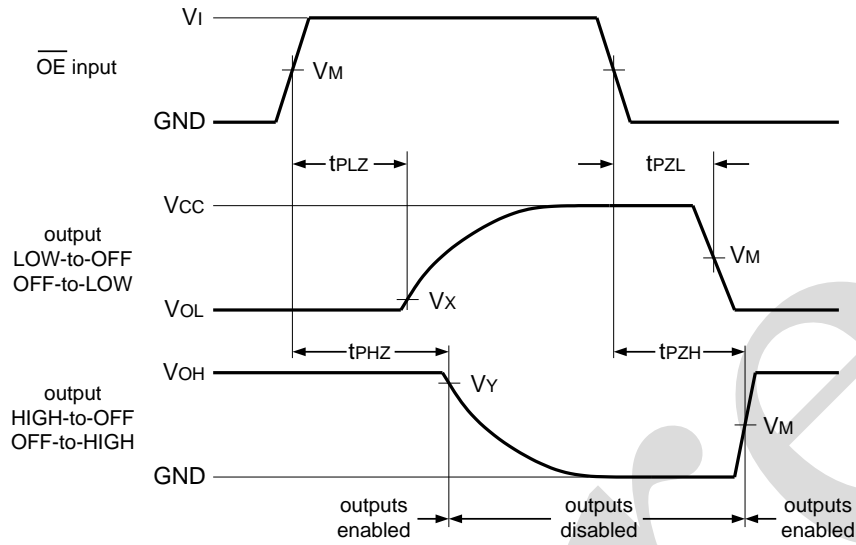 VI
OE input
VM
GND
tPLZ
tPZL
VCC
output
LOW-to-OFF
OFF-to-LOW
VM
VX
VOL
tPHZ
tPZH
VOH
output
HIGH-to-OFF
OFF-to-HIGH
VY
VM
GND
outputs
enabled
outputs
disabled
outputs
enabled